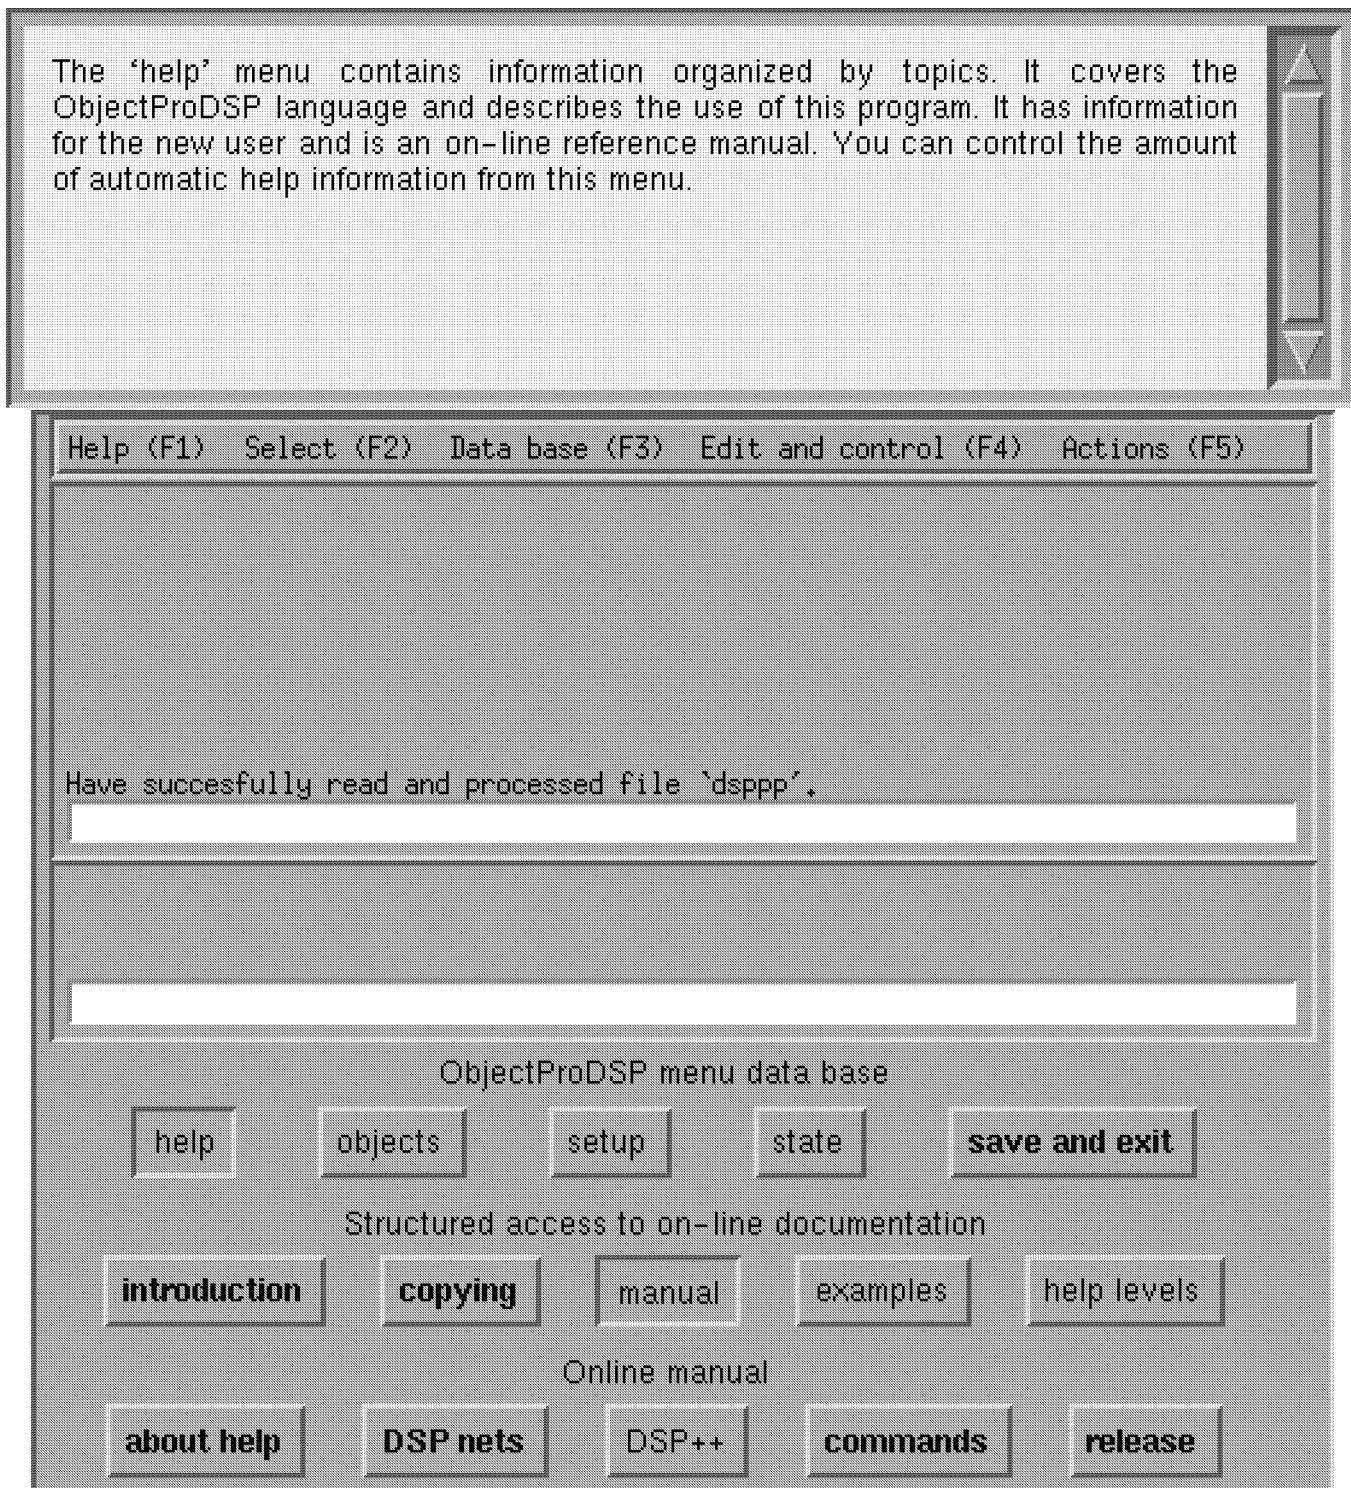 The ‘help’ menu contains information organized by topics. It covers the
ObjectProDSP language and describes the use of this program. It has information
for the new user and is an on-line reference manual. You can control the amount
of automatic help information from this menu.
Help (F1) Select (F2) Data base (F3) Edit and control (F4) Actions (F5)
Have succesfully read and processed file `dsppp'.
ObjectProDSP menu data base
help objects setup state save and exit
Structured access to on-line documentation
introduction copying manual examples help levels
Online manual
about help DSP nets DSP++ commands release